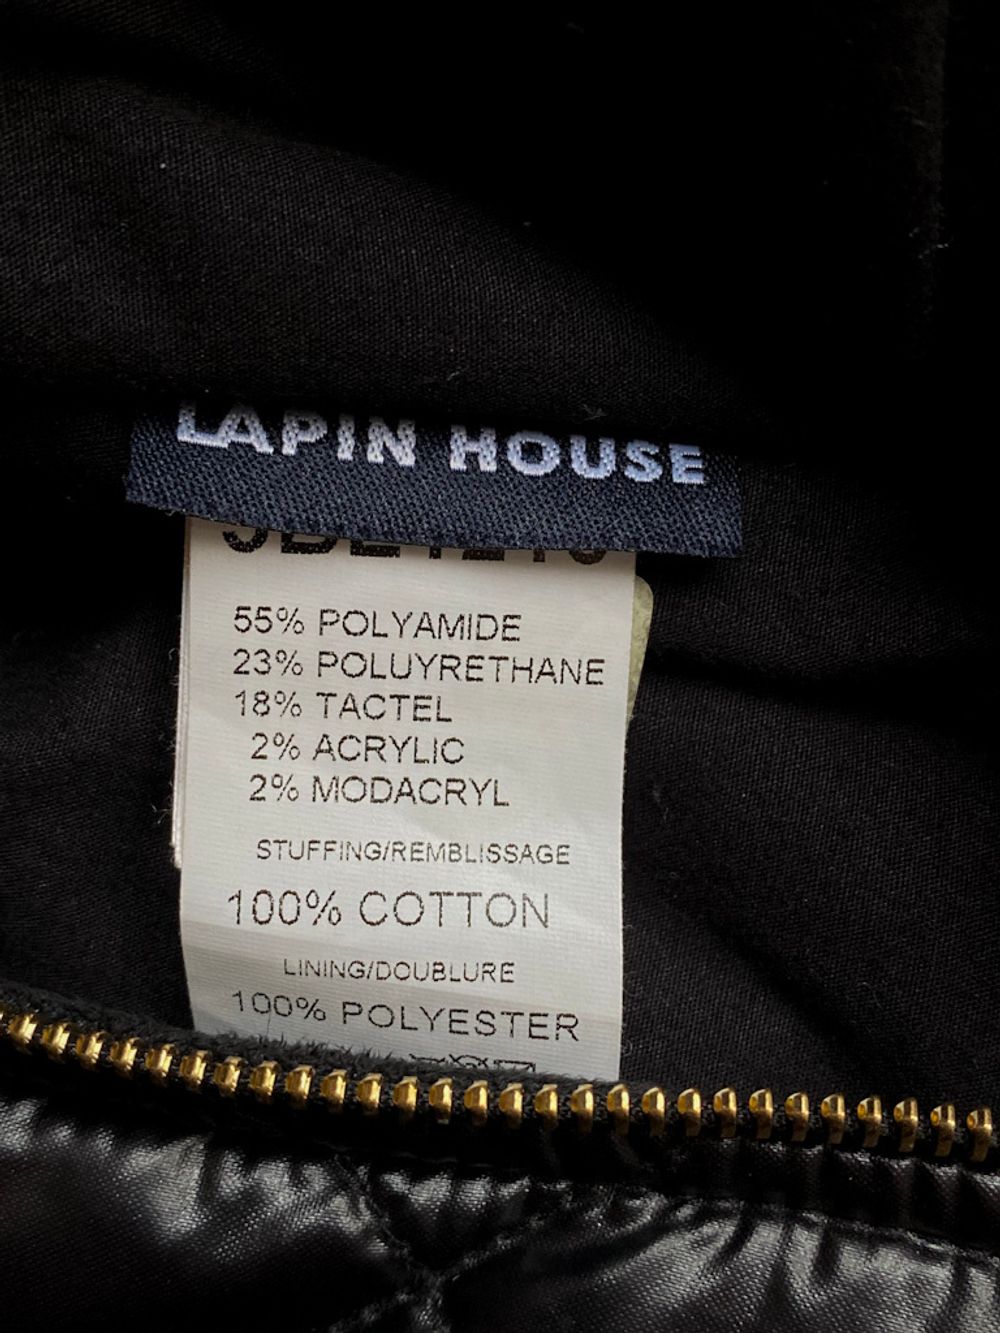 LAPIN HOUSE
55% POLYAMIDE
23% POLUYRETHANE
18% TACTEL
2% ACRYLIC
2% MODACRYL
STUFFING/REMBLISSAGE
100% COTTON
LINING/DOUBLURE
100% POLYESTER